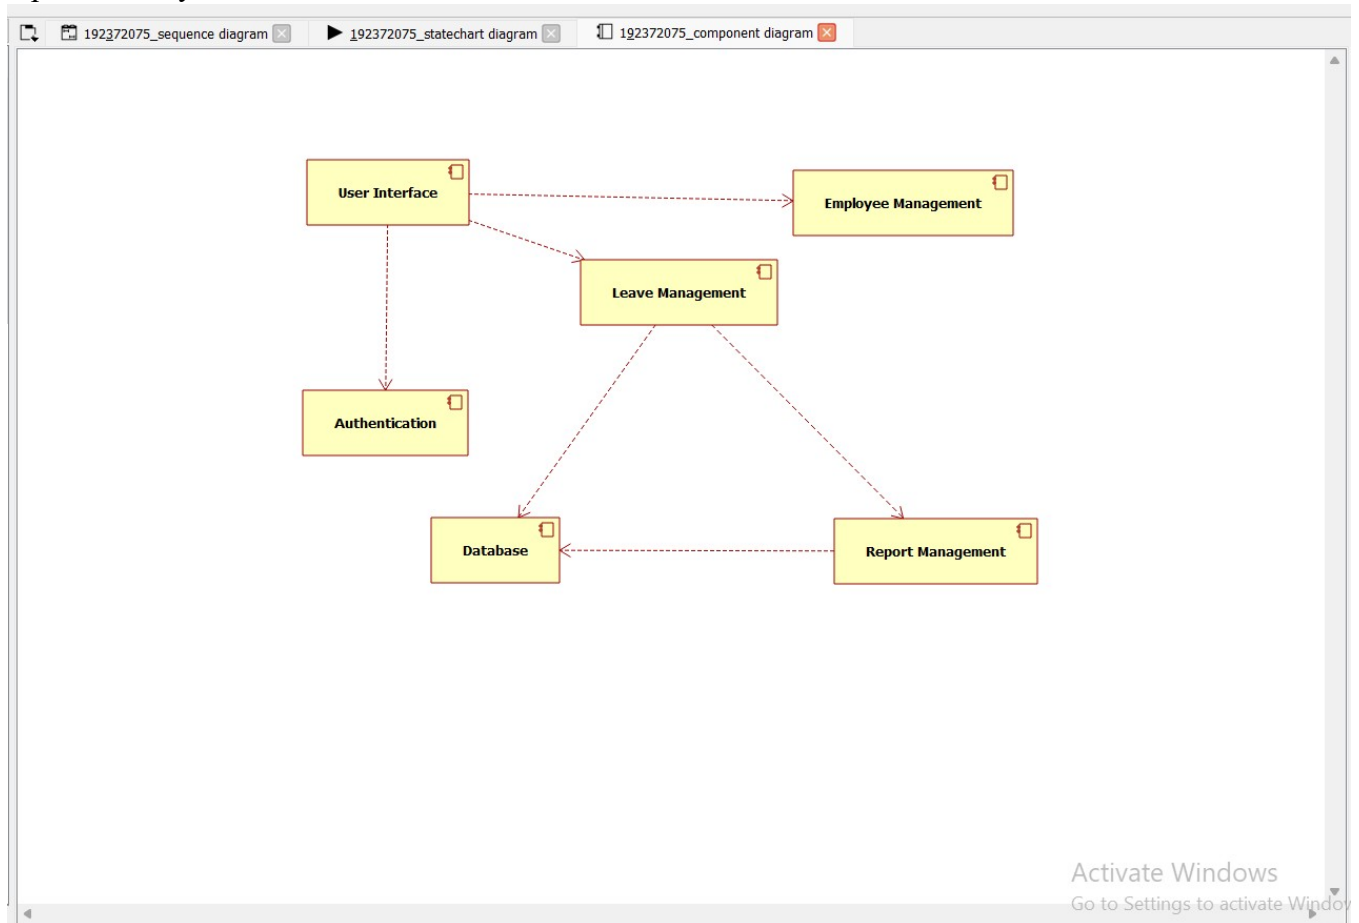 192372075_sequence diagram
192372075_statechart diagram
192372075_component diagram
User Interface
Employee Management
Leave Management
Authentication
Database
Report Management
Activate Windows
Go to Settings to activate Window